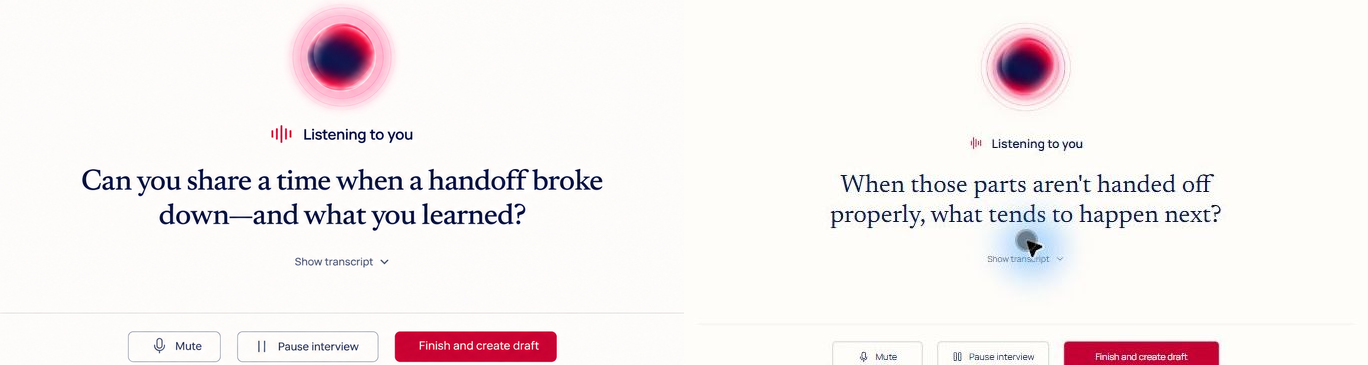 Listening to you
Can you share a time when a handoff broke
down—and what you learned?
Show transcript
Mute
Pause interview
Finish and create draft
Listening to you
When those parts aren't handed off
properly, what tends to happen next?
Show transcript
Mute
Pause interview
Finish and create draft